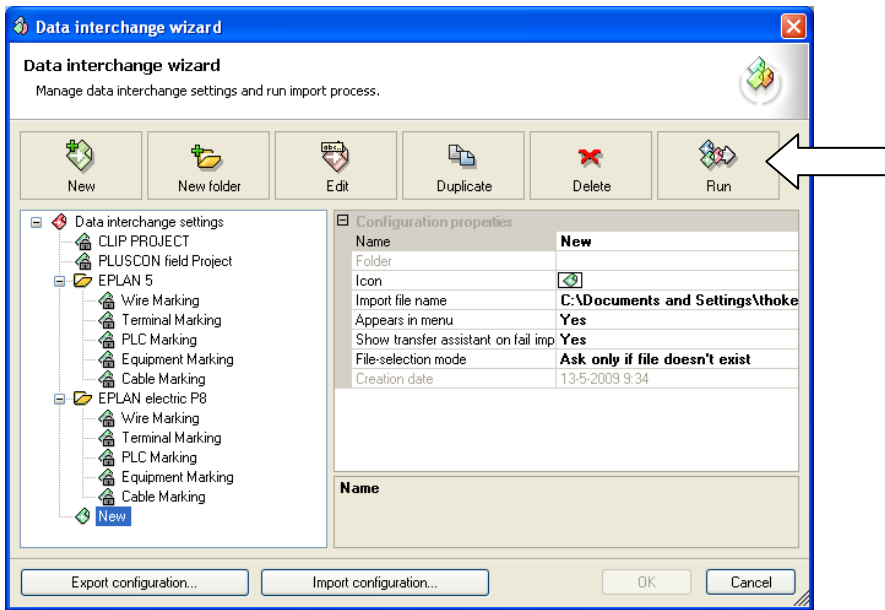 Data interchange wizard
Data interchange wizard
Manage data interchange settings and run import process.
abc..
New
New folder
Edit
Duplicate
Delete
Run
Data interchange settings
CLIP PROJECT
PLUSCON field Project
EPLAN 5
Wire Marking
Terminal Marking
PLC Marking
Equipment Marking
Cable Marking
EPLAN electric P8
Wire Marking
Terminal Marking
PLC Marking
Equipment Marking
Cable Marking
New
Configuration properties
Name New
Folder
Icon
Import file name C:\Documents and Settings\thoke
Appears in menu Yes
Show transfer assistant on fail imp Yes
File-selection mode Ask only if file doesn't exist
Creation date 13-5-2009 9:34
Name
Export configuration...
Import configuration...
OK
Cancel